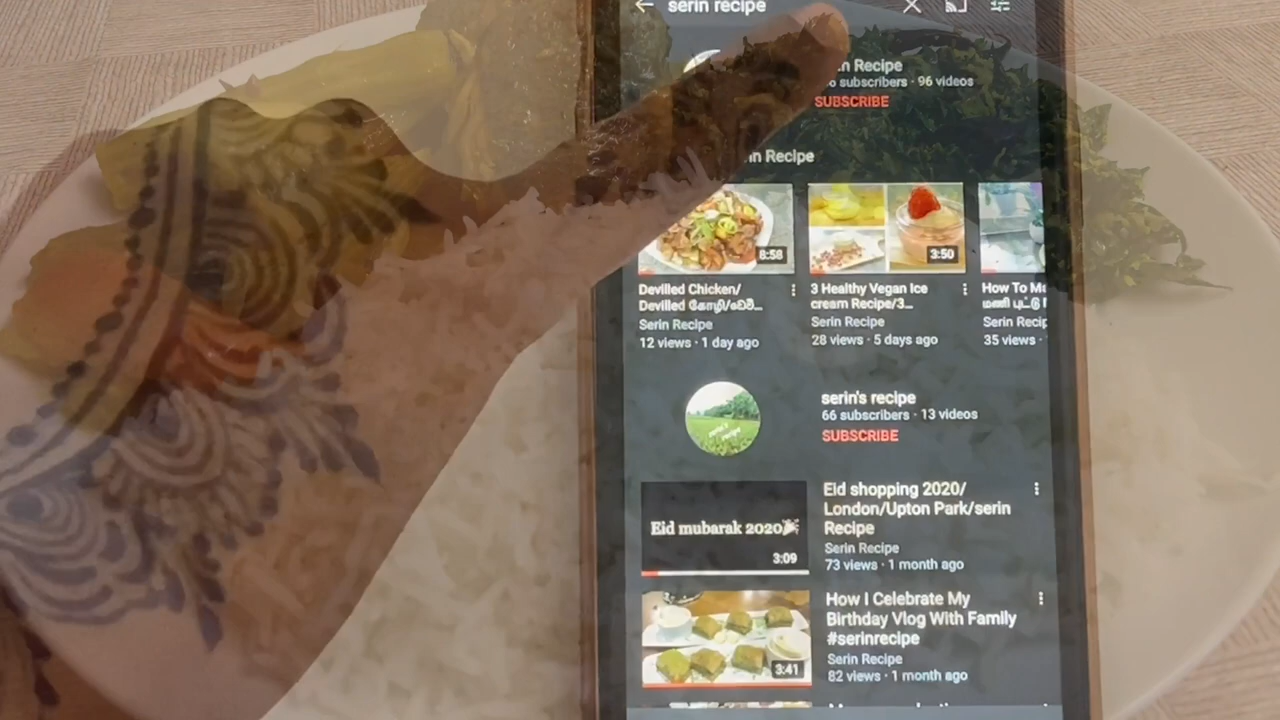 serin recipe
Recipe
subscribers · 96 videos
SUBSCRIBE
Recipe
8:58
3:50
Devilled Chicken/
Devilled கோழி/
3 Healthy Vegan Ice
cream Recipe/3...
How To
மணி புட்டு
Serin Recipe
Serin Recipe
Serin
12 views · 1 day ago
28 views · 5 days ago
35 views ·
serin's recipe
66 subscribers · 13 videos
SUBSCRIBE
serin's
recipe
Eid shopping 2020/
London/Upton Park/serin
Recipe
Eid mubarak 2020🎉
3:09
Serin Recipe
73 views · 1 month ago
How I Celebrate My
Birthday Vlog With Family
#serinrecipe
3:41
Serin Recipe
82 views · 1 month ago